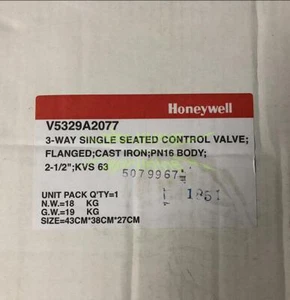 Honeywell
V5329A2077
3-WAY SINGLE SEATED CONTROL VALVE;
FLANGED;CAST IRON;PN16 BODY;
2-1/2";KVS 63
5079967
1861
UNIT PACK Q'TY=1
N.W.=18 KG
G.W.=19 KG
SIZE=43CM*38CM*27CM